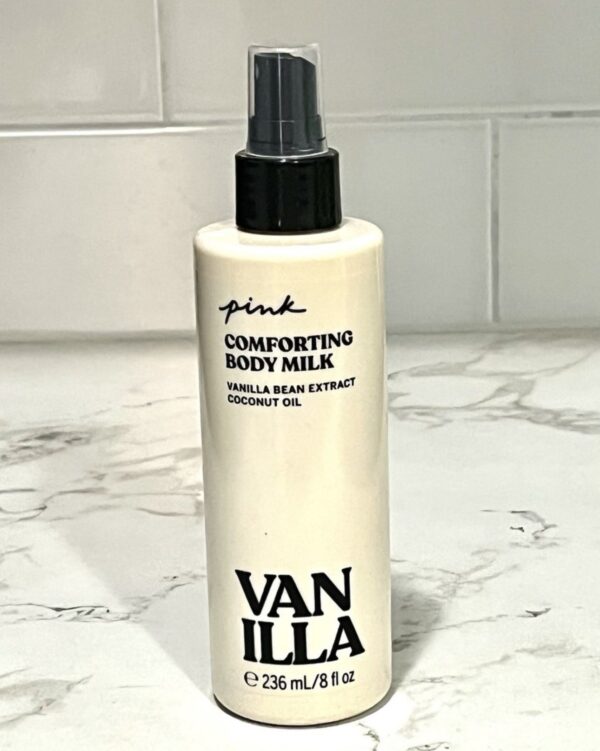 pink
COMFORTING
BODY MILK
VANILLA BEAN EXTRACT
COCONUT OIL
VAN
ILLA
℮ 236 mL/8 fl oz